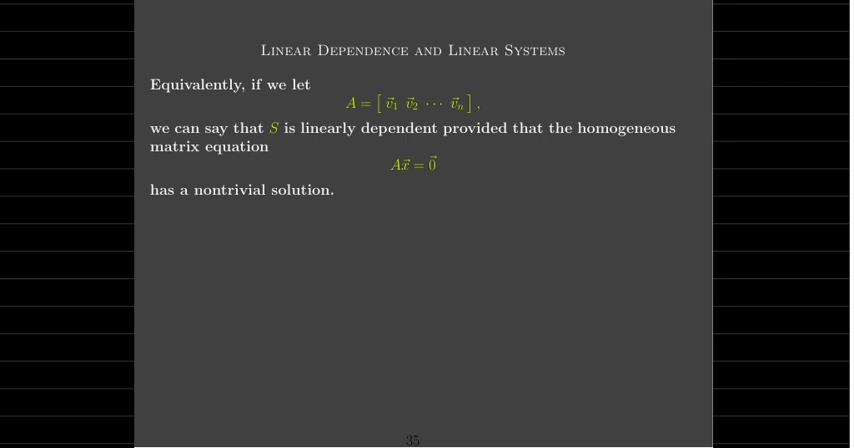 Linear Dependence and Linear Systems
Equivalently, if we let
A = [ v⃗₁ v⃗₂ ⋯ v⃗ₙ ] ,
we can say that S is linearly dependent provided that the homogeneous
matrix equation
Ax⃗ = 0⃗
has a nontrivial solution.
35